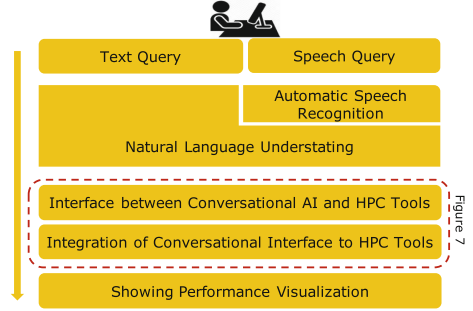 Text Query
Speech Query
Automatic Speech
Recognition
Natural Language Understating
Interface between Conversational AI and HPC Tools
Integration of Conversational Interface to HPC Tools
Figure 7
Showing Performance Visualization